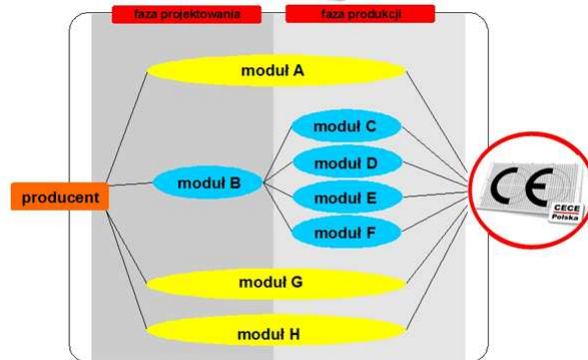 faza projektowania
faza produkcji
moduł A
moduł C
moduł D
moduł B
moduł E
producent
moduł F
CE
CECE
Polska
moduł G
moduł H